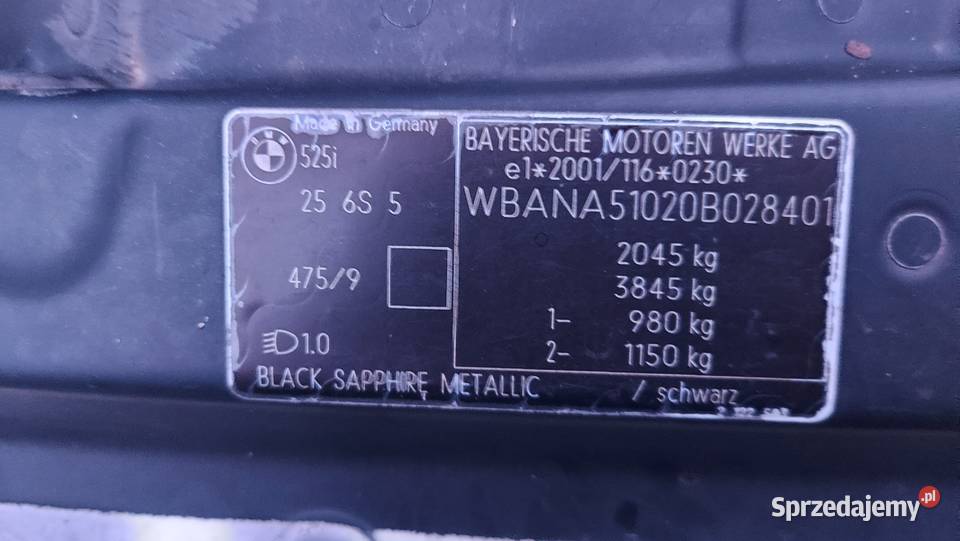 Made in Germany
BMW
525i
25 6S 5
475/9
1.0
BAYERISCHE MOTOREN WERKE AG
e1*2001/116*0230*
WBANA51020B028401
2045 kg
3845 kg
1- 980 kg
2- 1150 kg
BLACK SAPPHIRE METALLIC / schwarz
Sprzedajemy.pl